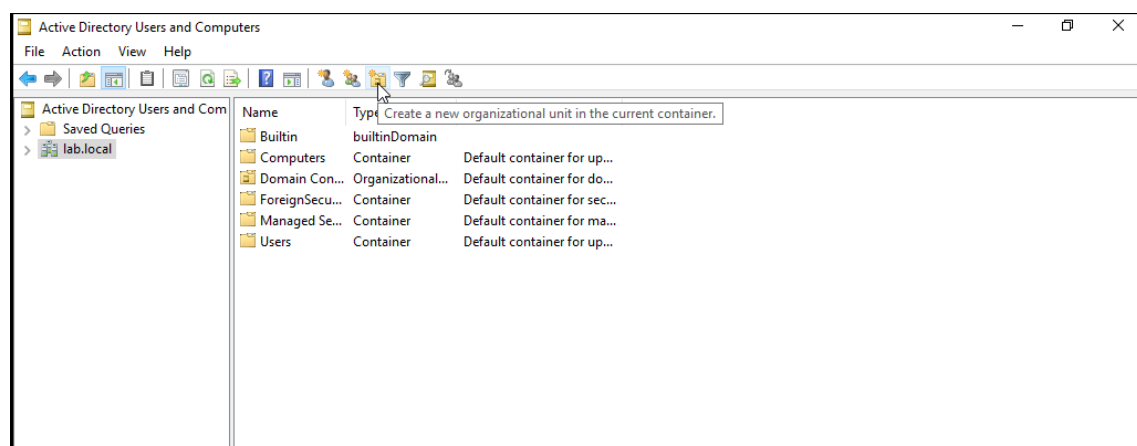 Active Directory Users and Computers
File Action View Help
Active Directory Users and Com
Saved Queries
lab.local
Name Typ
Create a new organizational unit in the current container.
Builtin builtinDomain
Computers Container Default container for up...
Domain Con... Organizational... Default container for do...
ForeignSecu... Container Default container for sec...
Managed Se... Container Default container for ma...
Users Container Default container for up...